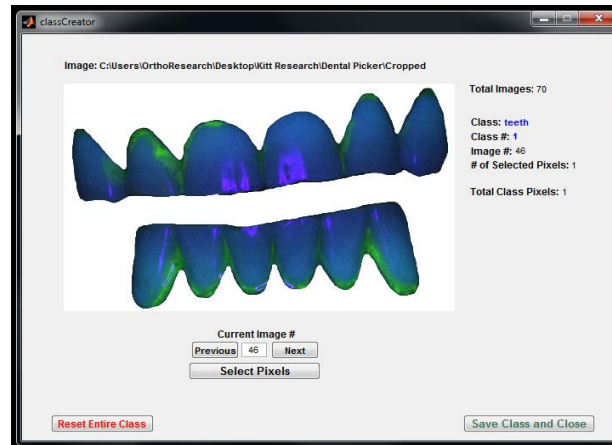 classCreator
Image: C:\Users\OrthoResearch\Desktop\Kitt Research\Dental Picker\Cropped
Total Images: 70
Class: teeth
Class #: 1
Image #: 46
# of Selected Pixels: 1
Total Class Pixels: 1
Current Image #
Previous 46 Next
Select Pixels
Reset Entire Class Save Class and Close